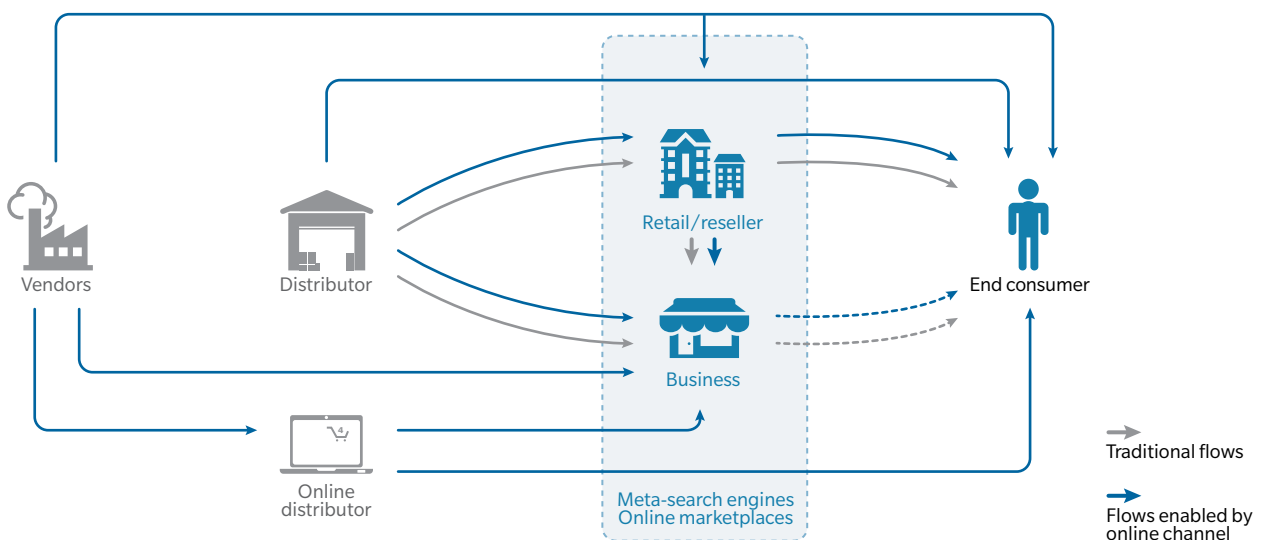 Retail/reseller
Vendors
Distributor
End consumer
Business
4
Online
distributor
Meta-search engines
Online marketplaces
Traditional flows
Flows enabled by
online channel